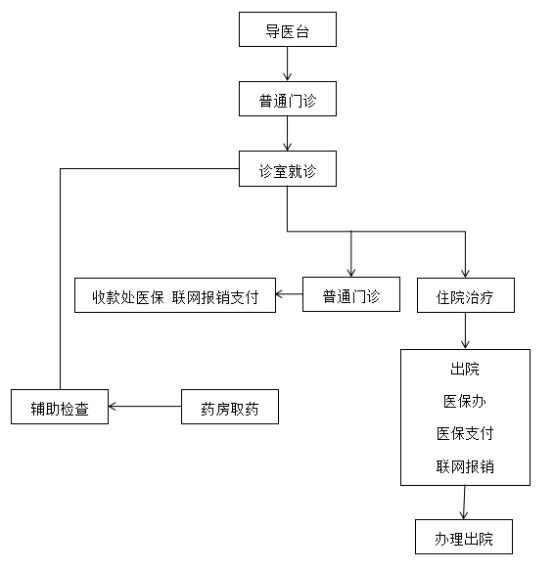 导医台
普通门诊
诊室就诊
收款处医保 联网报销支付
普通门诊
住院治疗
出院
医保办
医保支付
联网报销
辅助检查
药房取药
办理出院